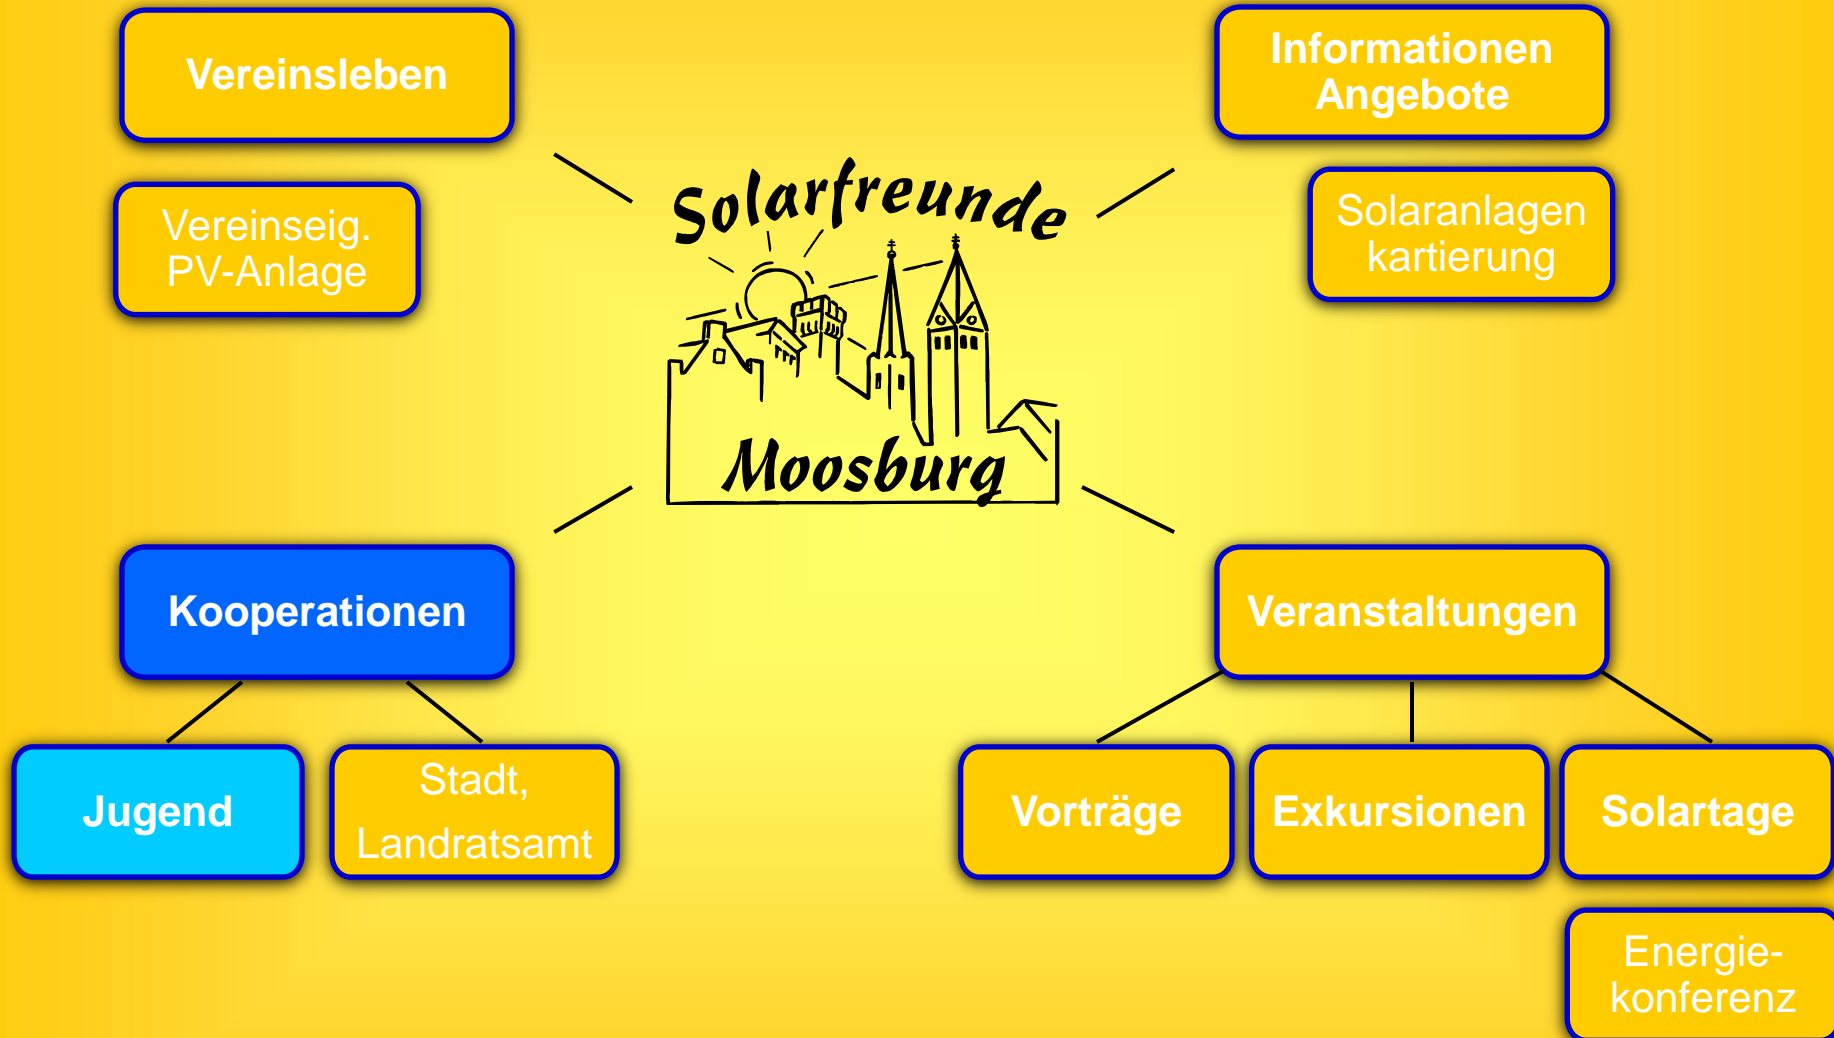 Vereinsleben
Informationen
Angebote
Vereinseig.
PV-Anlage
Solaranlagen
kartierung
Solarfreunde
Moosburg
Kooperationen
Veranstaltungen
Jugend
Stadt,
Landratsamt
Vorträge
Exkursionen
Solartage
Energie-
konferenz